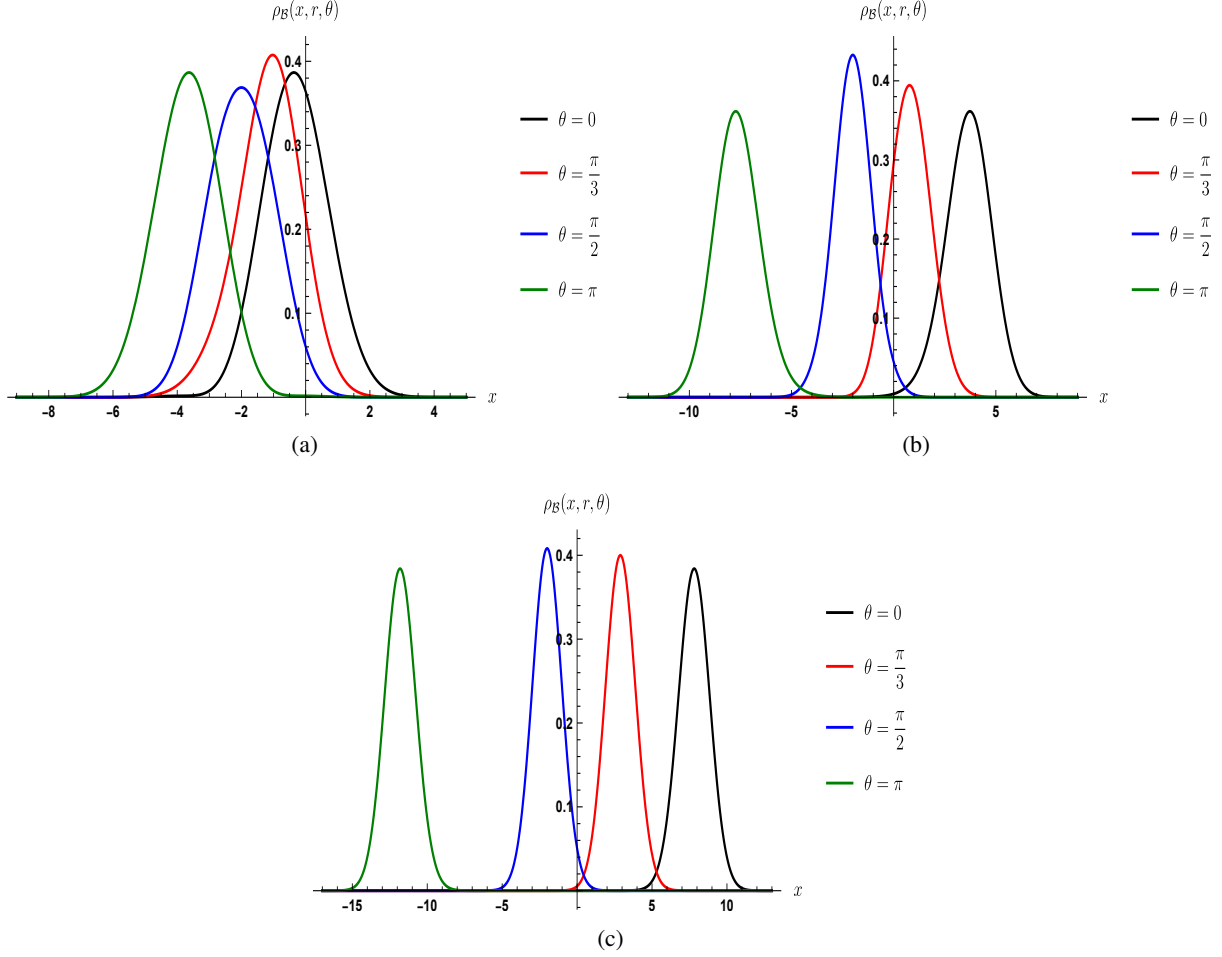 ρ_ℬ(x, r, θ)
0.4
0.3
0.2
0.1
−8 −6 −4 −2 2 4 x
θ = 0
θ = π/3
θ = π/2
θ = π
(a)
ρ_ℬ(x, r, θ)
0.4
0.3
0.2
0.1
−10 −5 5 x
θ = 0
θ = π/3
θ = π/2
θ = π
(b)
ρ_ℬ(x, r, θ)
0.4
0.3
0.2
0.1
−15 −10 −5 5 10 x
θ = 0
θ = π/3
θ = π/2
θ = π
(c)